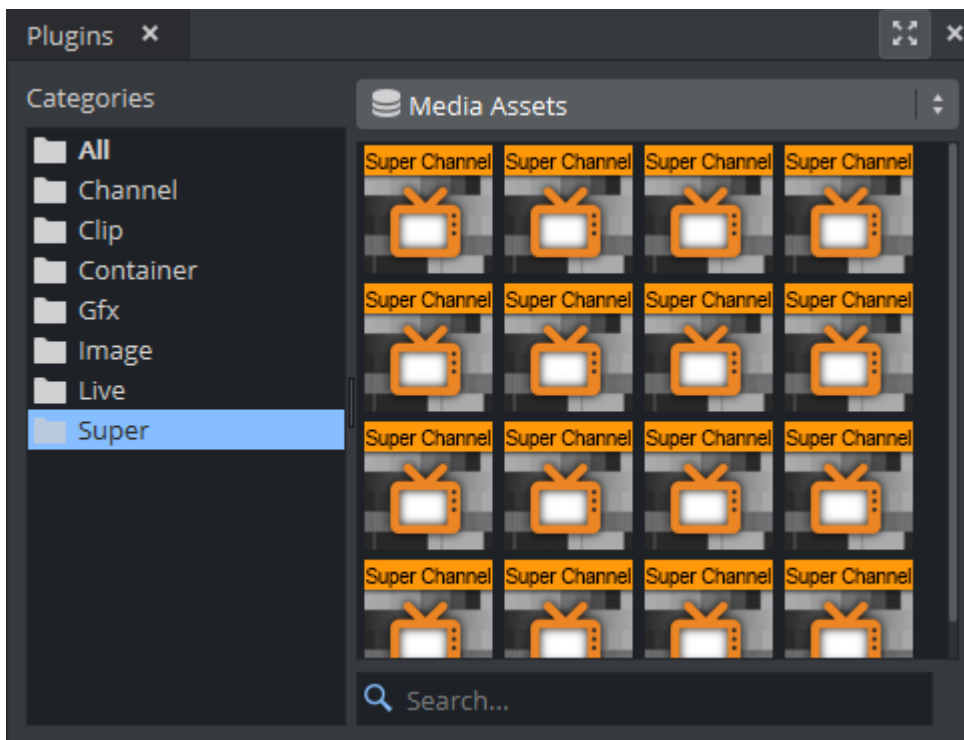 Plugins
Categories
Media Assets
All
Channel
Clip
Container
Gfx
Image
Live
Super
Super Channel Super Channel Super Channel Super Channel
Super Channel Super Channel Super Channel Super Channel
Super Channel Super Channel Super Channel Super Channel
Super Channel Super Channel Super Channel Super Channel
Search...